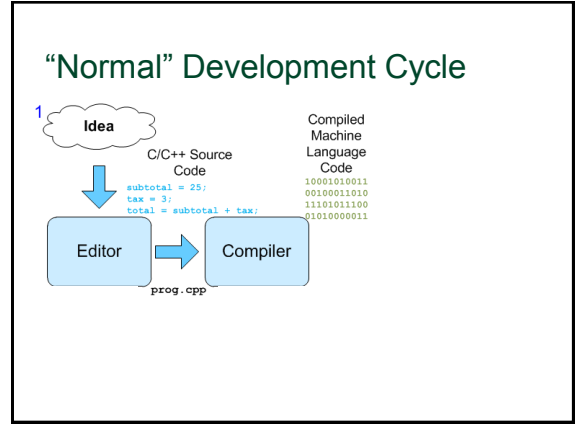 “Normal” Development Cycle
1
Idea
C/C++ Source
Code
subtotal = 25;
tax = 3;
total = subtotal + tax;
Compiled
Machine
Language
Code
10001010011
00100011010
11101011100
01010000011
Editor
Compiler
prog.cpp